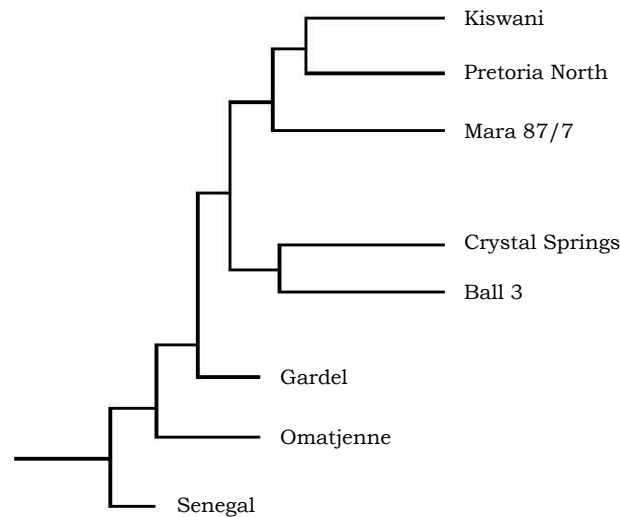 Kiswani
Pretoria North
Mara 87/7
Crystal Springs
Ball 3
Gardel
Omatjenne
Senegal